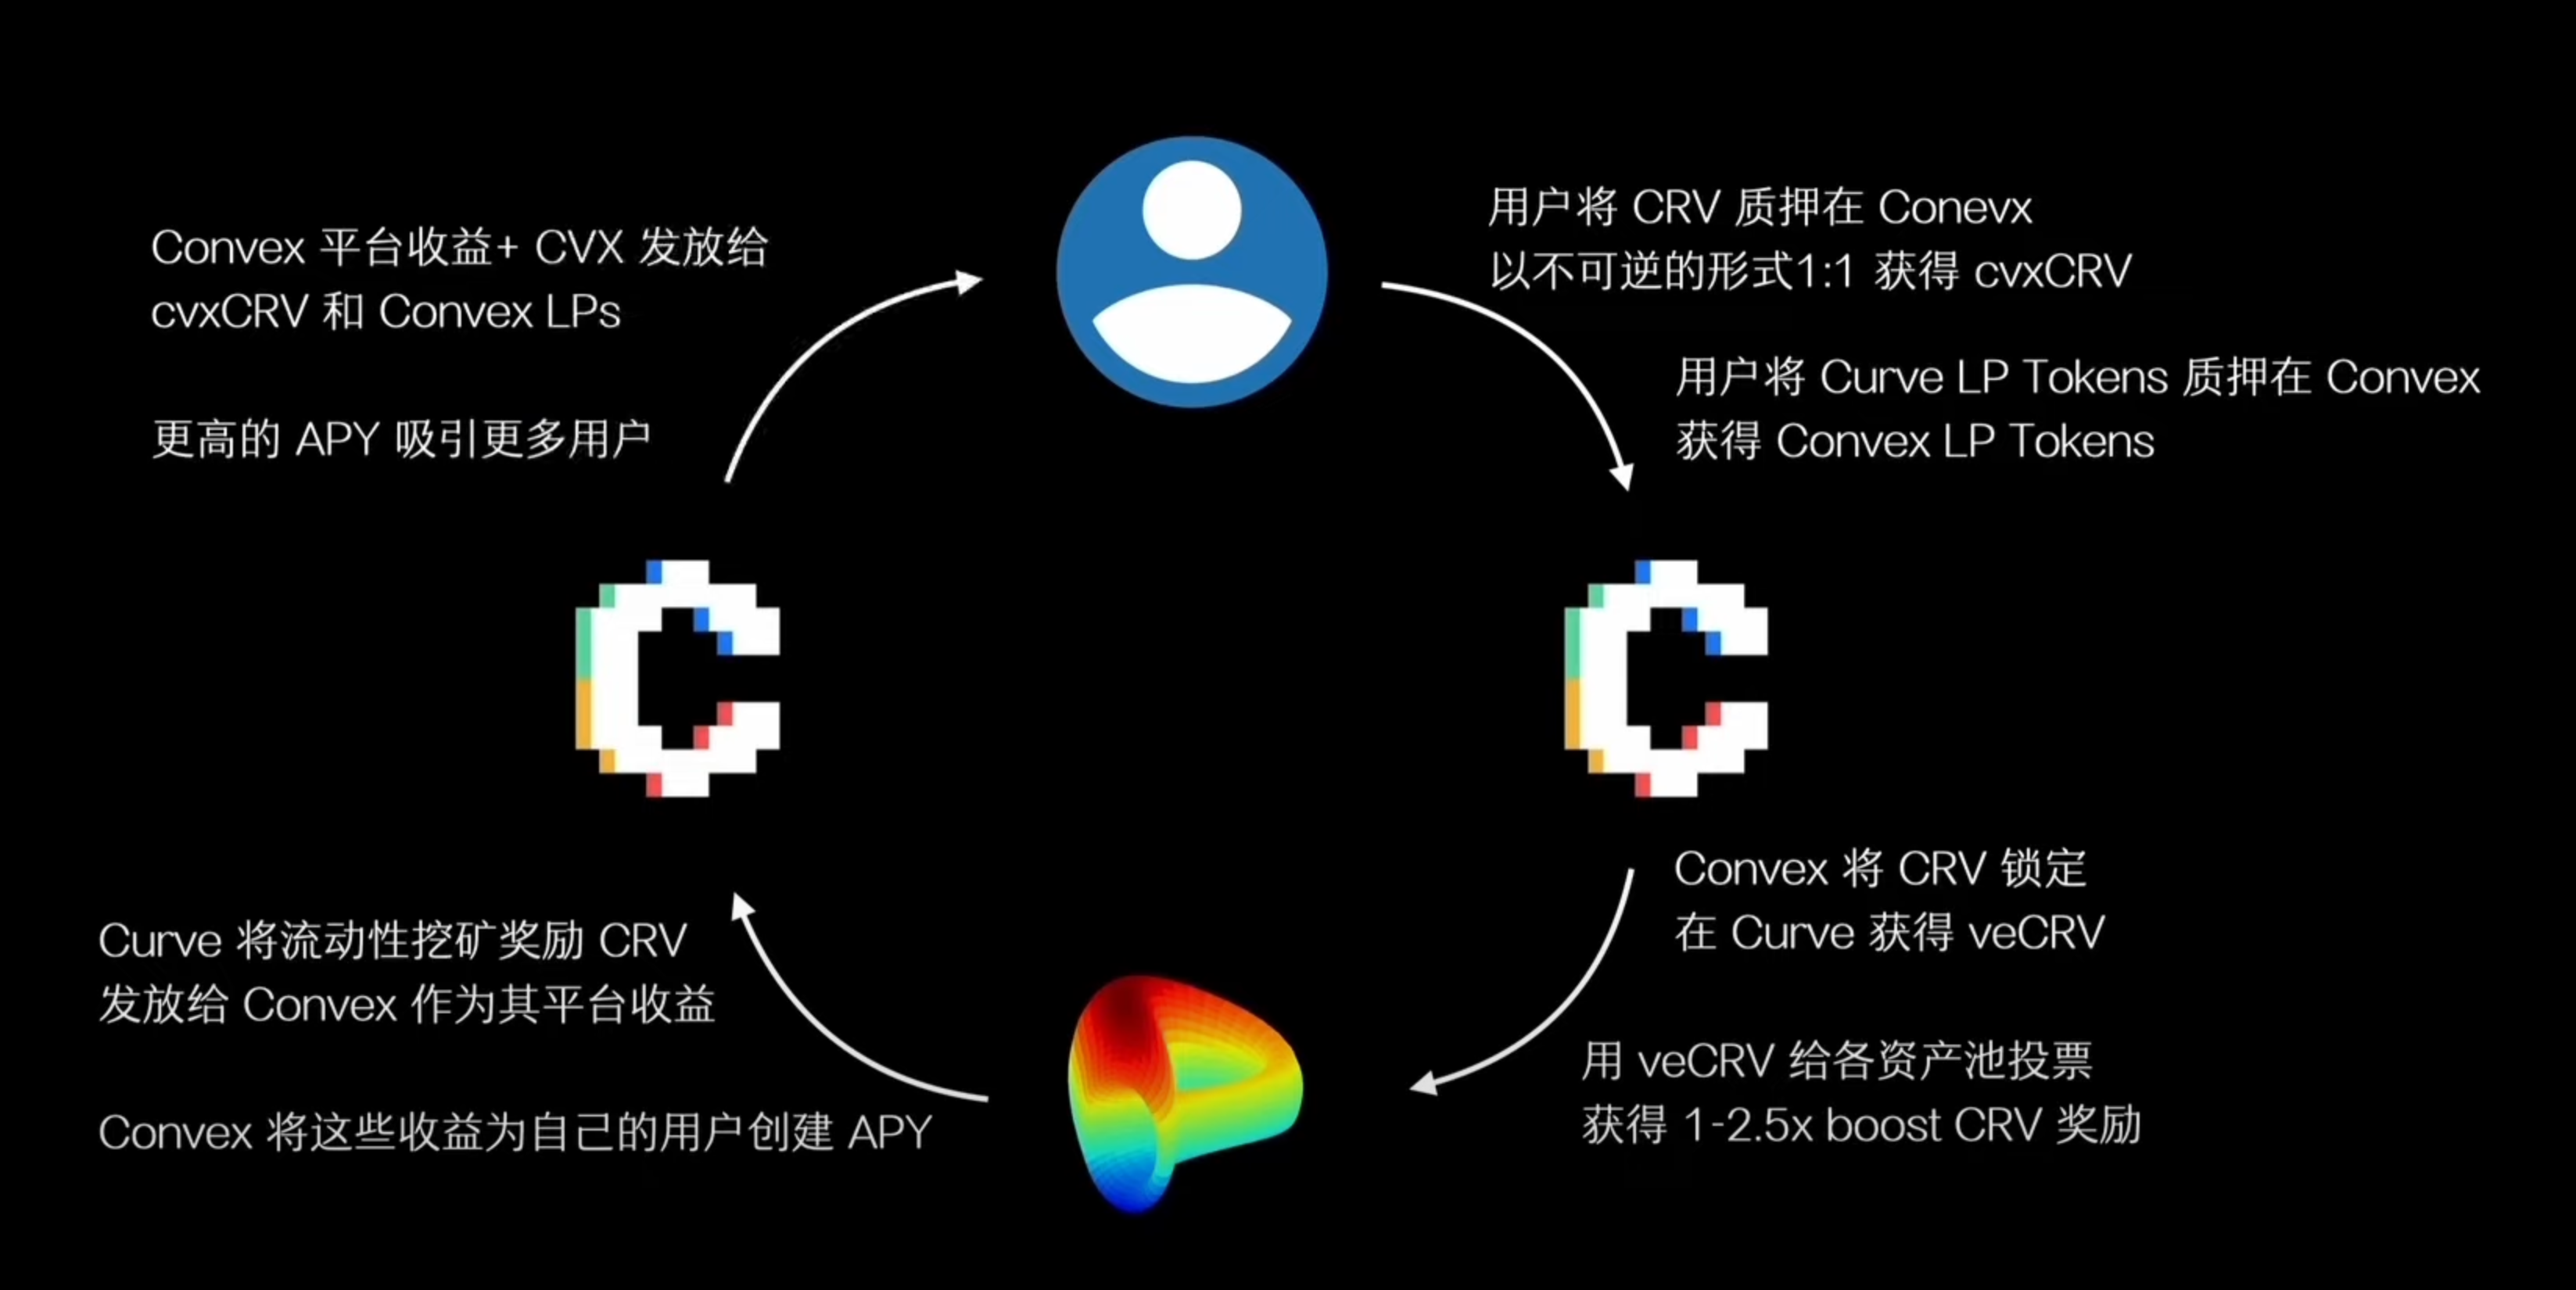 Convex 平台收益+ CVX 发放给
cvxCRV 和 Convex LPs
更高的 APY 吸引更多用户
用户将 CRV 质押在 Conevx
以不可逆的形式1:1 获得 cvxCRV
用户将 Curve LP Tokens 质押在 Convex
获得 Convex LP Tokens
Convex 将 CRV 锁定
在 Curve 获得 veCRV
用 veCRV 给各资产池投票
获得 1-2.5x boost CRV 奖励
Curve 将流动性挖矿奖励 CRV
发放给 Convex 作为其平台收益
Convex 将这些收益为自己的用户创建 APY